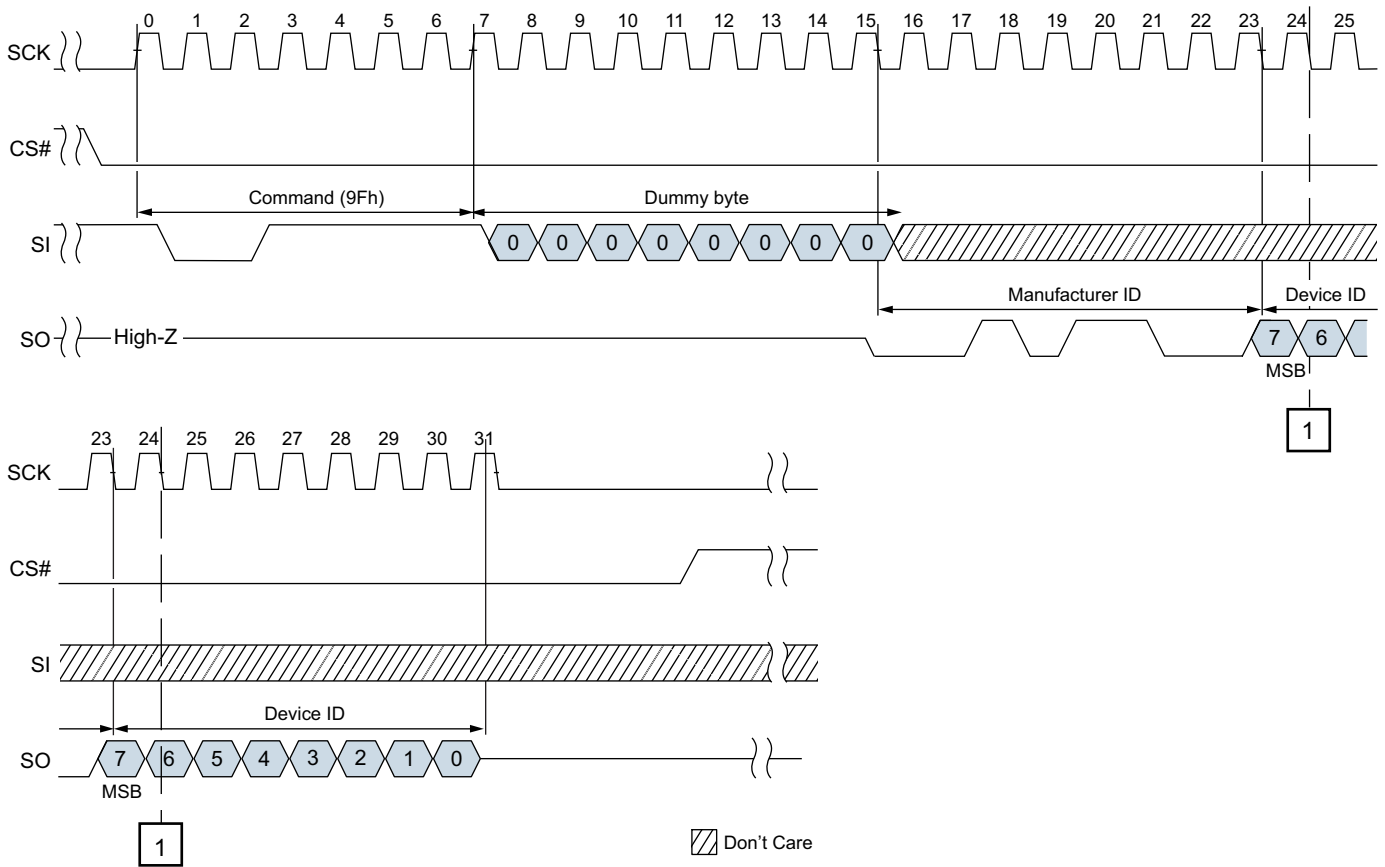 0 1 2 3 4 5 6 7 8 9 10 11 12 13 14 15 16 17 18 19 20 21 22 23 24 25
SCK
CS#
Command (9Fh) Dummy byte
SI 0 0 0 0 0 0 0 0
Manufacturer ID Device ID
SO High-Z 7 6
MSB
1
23 24 25 26 27 28 29 30 31
SCK
CS#
SI
Device ID
SO 7 6 5 4 3 2 1 0
MSB
1
Don't Care